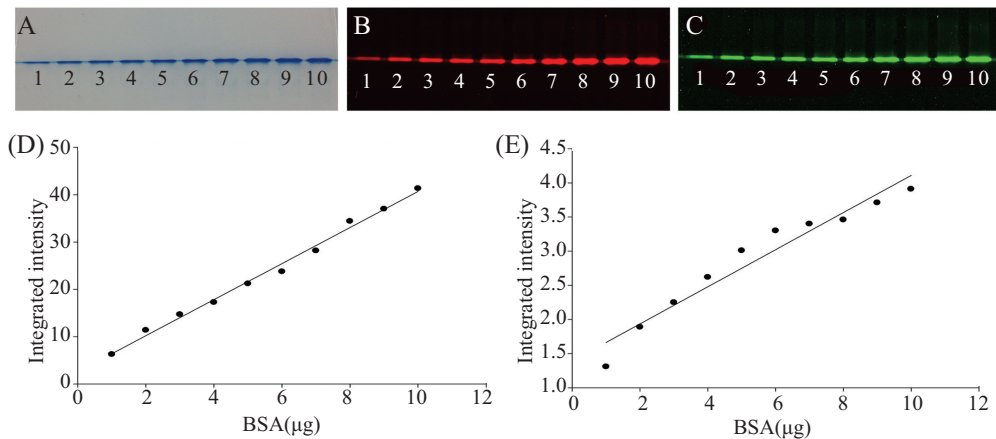 A
1 2 3 4 5 6 7 8 9 10
B
1 2 3 4 5 6 7 8 9 10
C
1 2 3 4 5 6 7 8 9 10
(D)
Integrated intensity
50
40
30
20
10
0
0 2 4 6 8 10 12
BSA(μg)
(E)
Integrated intensity
4.5
4.0
3.5
3.0
2.5
2.0
1.5
1.0
0 2 4 6 8 10 12
BSA(μg)